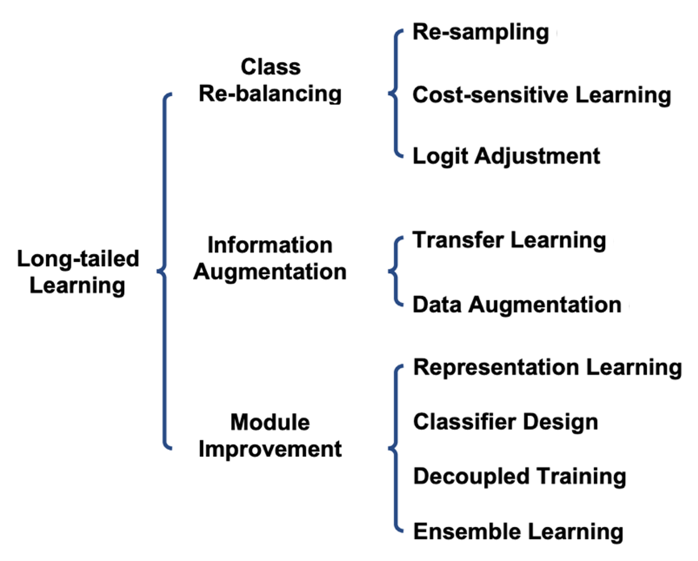 Long-tailed
Learning
Class
Re-balancing
Re-sampling
Cost-sensitive Learning
Logit Adjustment
Information
Augmentation
Transfer Learning
Data Augmentation
Module
Improvement
Representation Learning
Classifier Design
Decoupled Training
Ensemble Learning